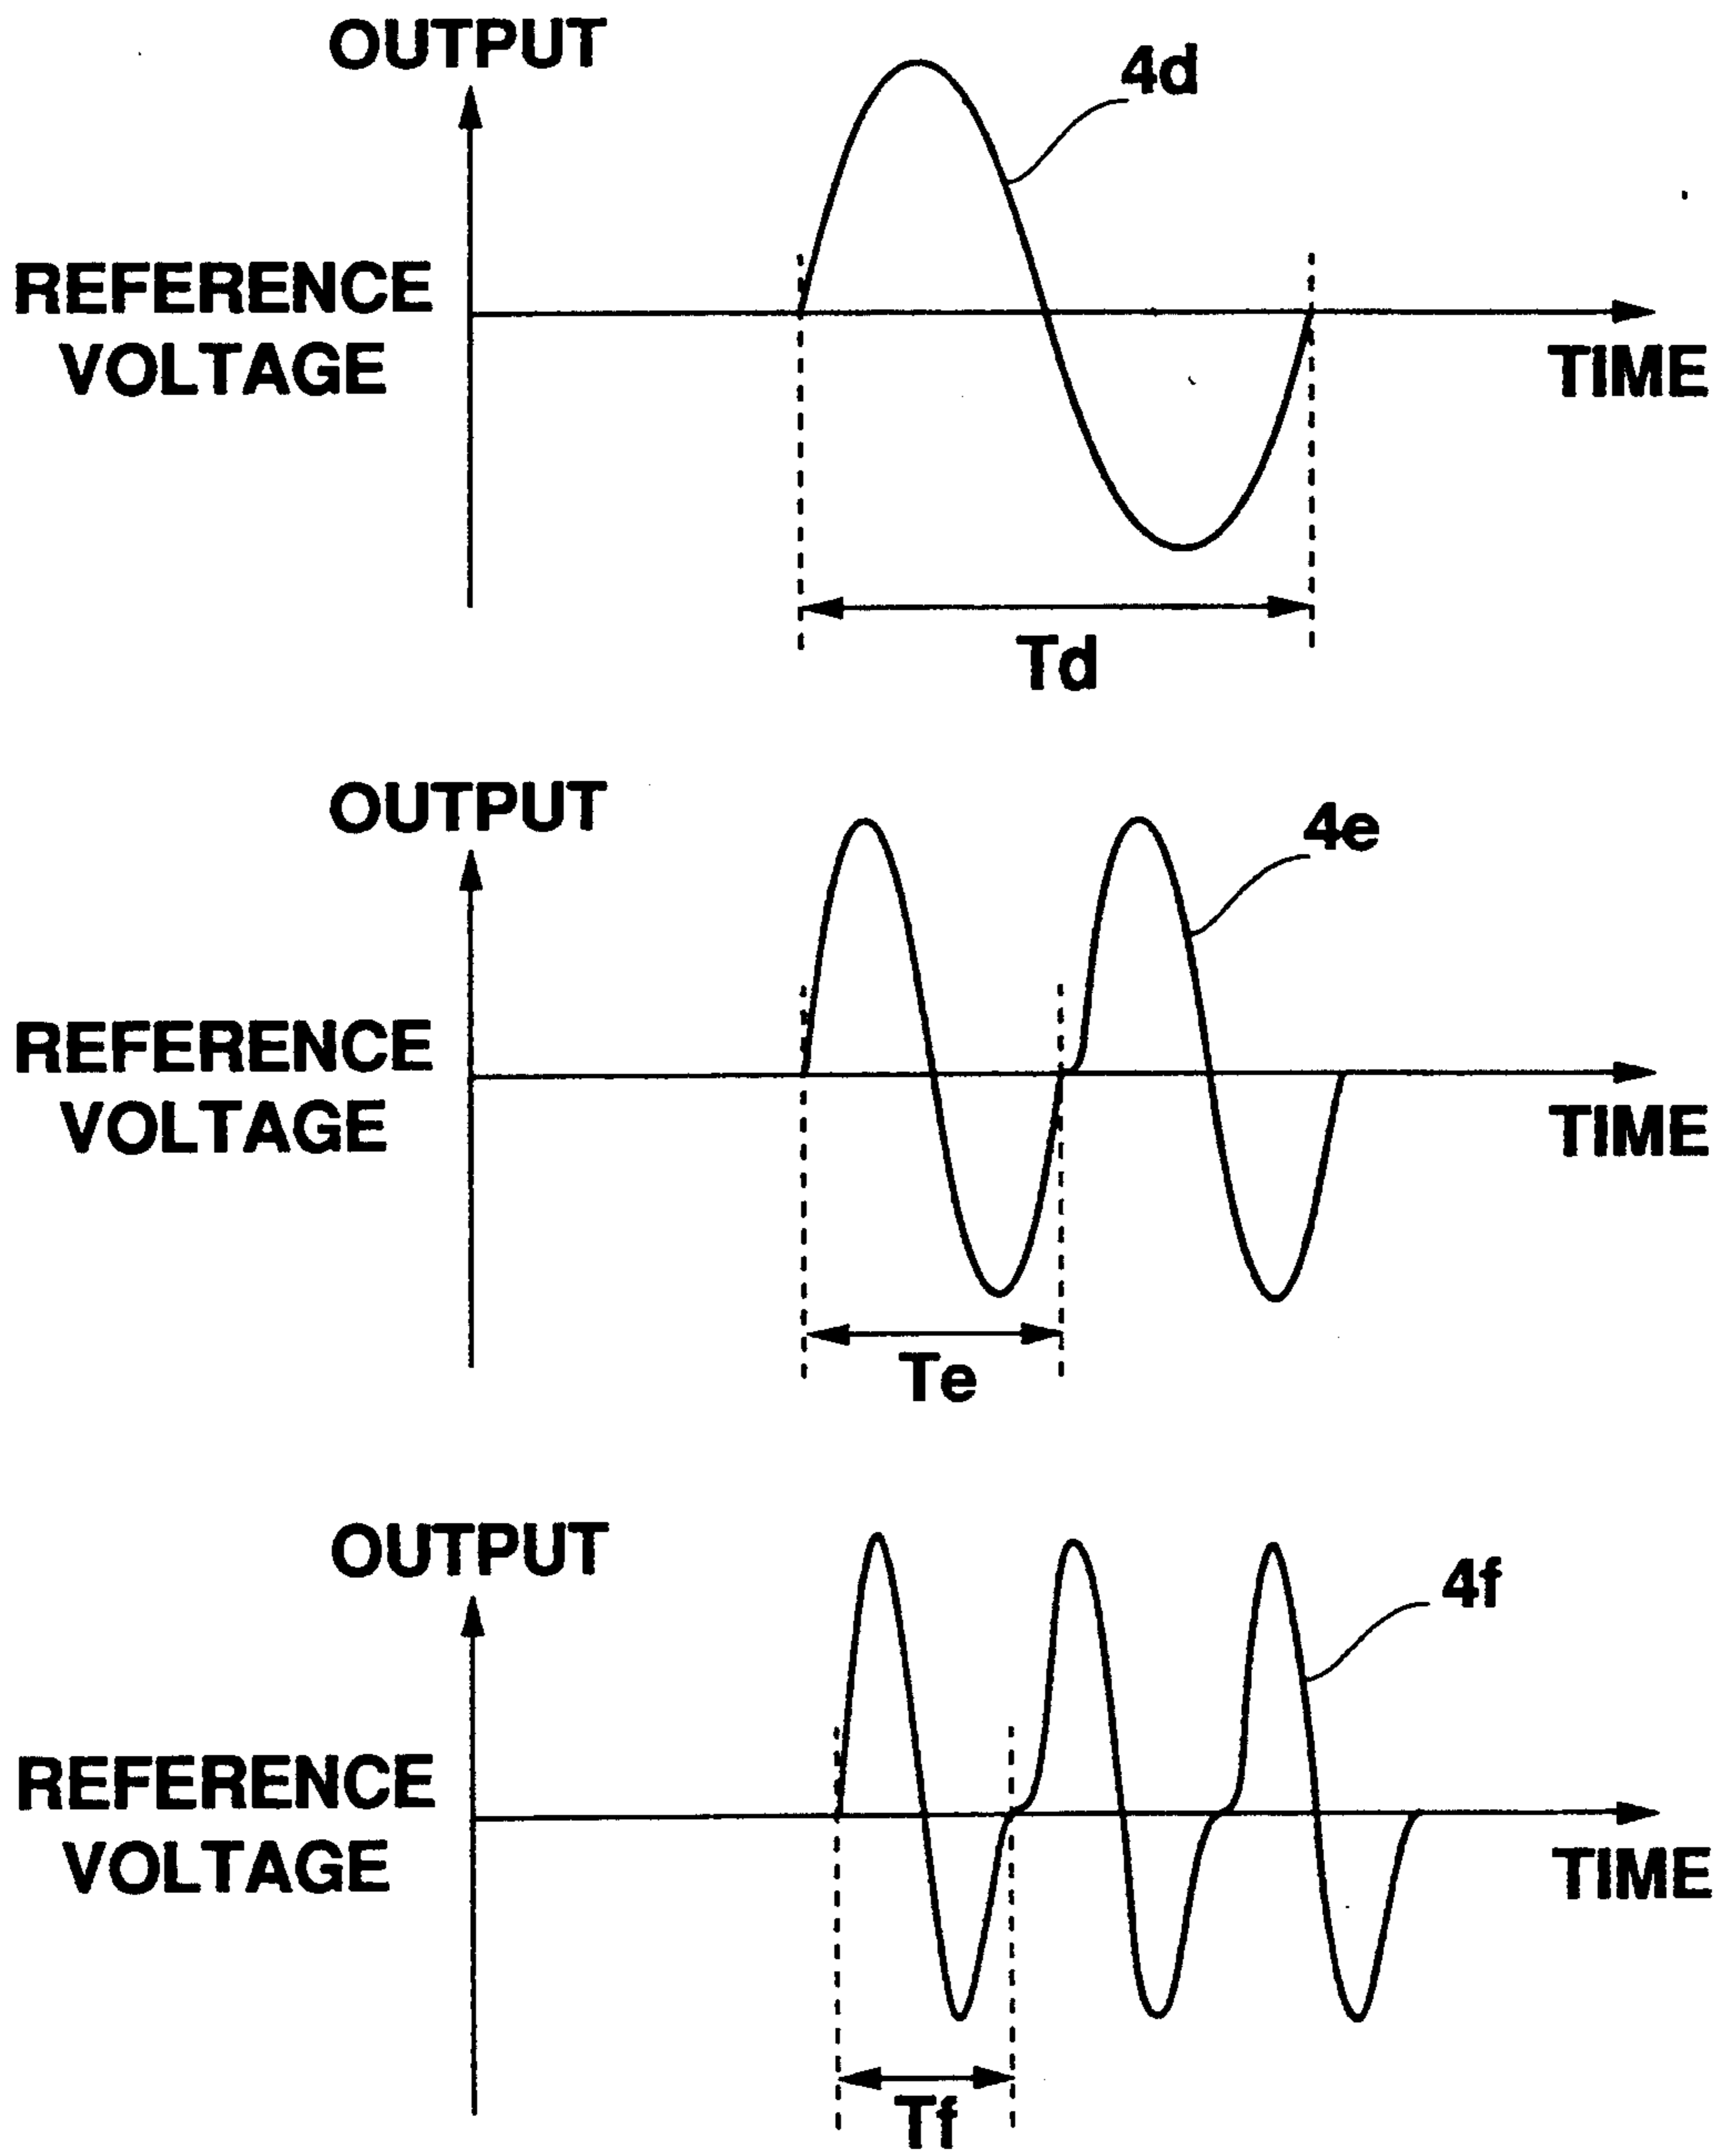 OUTPUT
4d
REFERENCE
VOLTAGE
TIME
Td
OUTPUT
4e
REFERENCE
VOLTAGE
TIME
Te
OUTPUT
4f
REFERENCE
VOLTAGE
TIME
Tf